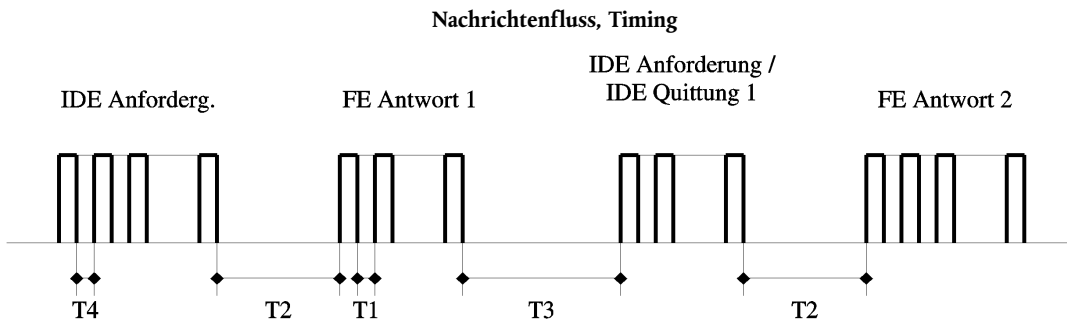 Nachrichtenfluss, Timing
IDE Anforderg.
FE Antwort 1
IDE Anforderung /
IDE Quittung 1
FE Antwort 2
T4
T2
T1
T3
T2